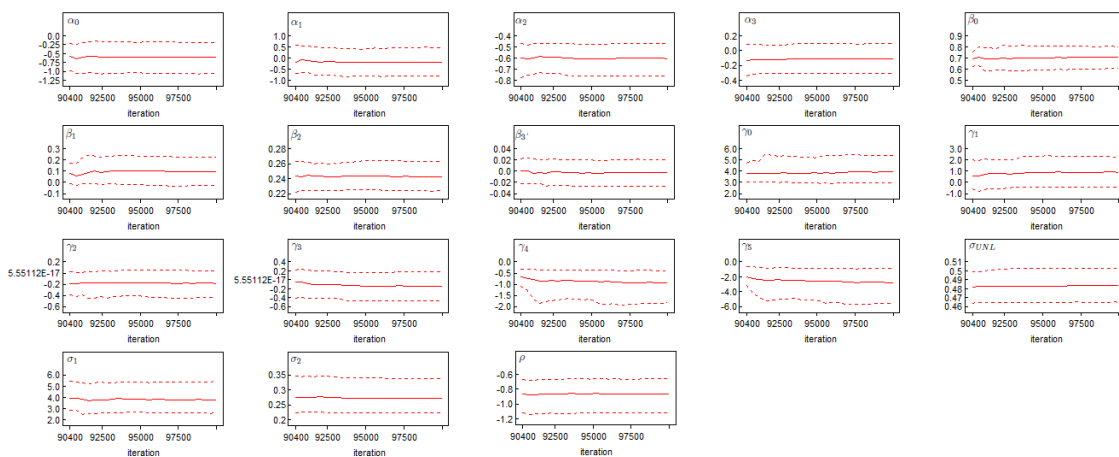 α0
0.0
-0.25
-0.5
-0.75
-1.0
-1.25
90400 92500 95000 97500
iteration
α1
1.0
0.5
0.0
-0.5
-1.0
90400 92500 95000 97500
iteration
α2
-0.4
-0.5
-0.6
-0.7
-0.8
90400 92500 95000 97500
iteration
α3
0.2
0.0
-0.2
-0.4
90400 92500 95000 97500
iteration
β0
0.9
0.8
0.7
0.6
0.5
90400 92500 95000 97500
iteration
β1
0.3
0.2
0.1
0.0
-0.1
90400 92500 95000 97500
iteration
β2
0.28
0.26
0.24
0.22
90400 92500 95000 97500
iteration
β3
0.04
0.02
0.0
-0.02
-0.04
90400 92500 95000 97500
iteration
γ0
6.0
5.0
4.0
3.0
2.0
90400 92500 95000 97500
iteration
γ1
3.0
2.0
1.0
0.0
-1.0
90400 92500 95000 97500
iteration
γ2
0.2
5.55112E-17
-0.2
-0.4
-0.6
90400 92500 95000 97500
iteration
γ3
0.4
0.2
5.55112E-17
-0.2
-0.4
-0.6
90400 92500 95000 97500
iteration
γ4
0.0
-0.5
-1.0
-1.5
-2.0
90400 92500 95000 97500
iteration
γ5
0.0
-2.0
-4.0
-6.0
90400 92500 95000 97500
iteration
σUNL
0.51
0.5
0.49
0.48
0.47
0.46
90400 92500 95000 97500
iteration
σ1
6.0
5.0
4.0
3.0
2.0
90400 92500 95000 97500
iteration
σ2
0.35
0.3
0.25
0.2
90400 92500 95000 97500
iteration
ρ
-0.6
-0.8
-1.0
-1.2
90400 92500 95000 97500
iteration